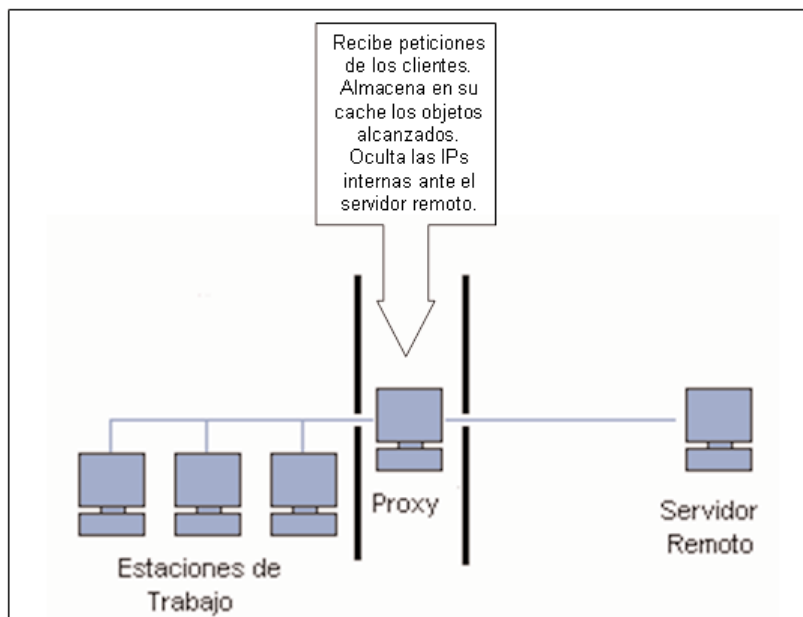 Recibe peticiones
de los clientes.
Almacena en su
cache los objetos
alcanzados.
Oculta las IPs
internas ante el
servidor remoto.
Proxy
Servidor
Remoto
Estaciones de
Trabajo